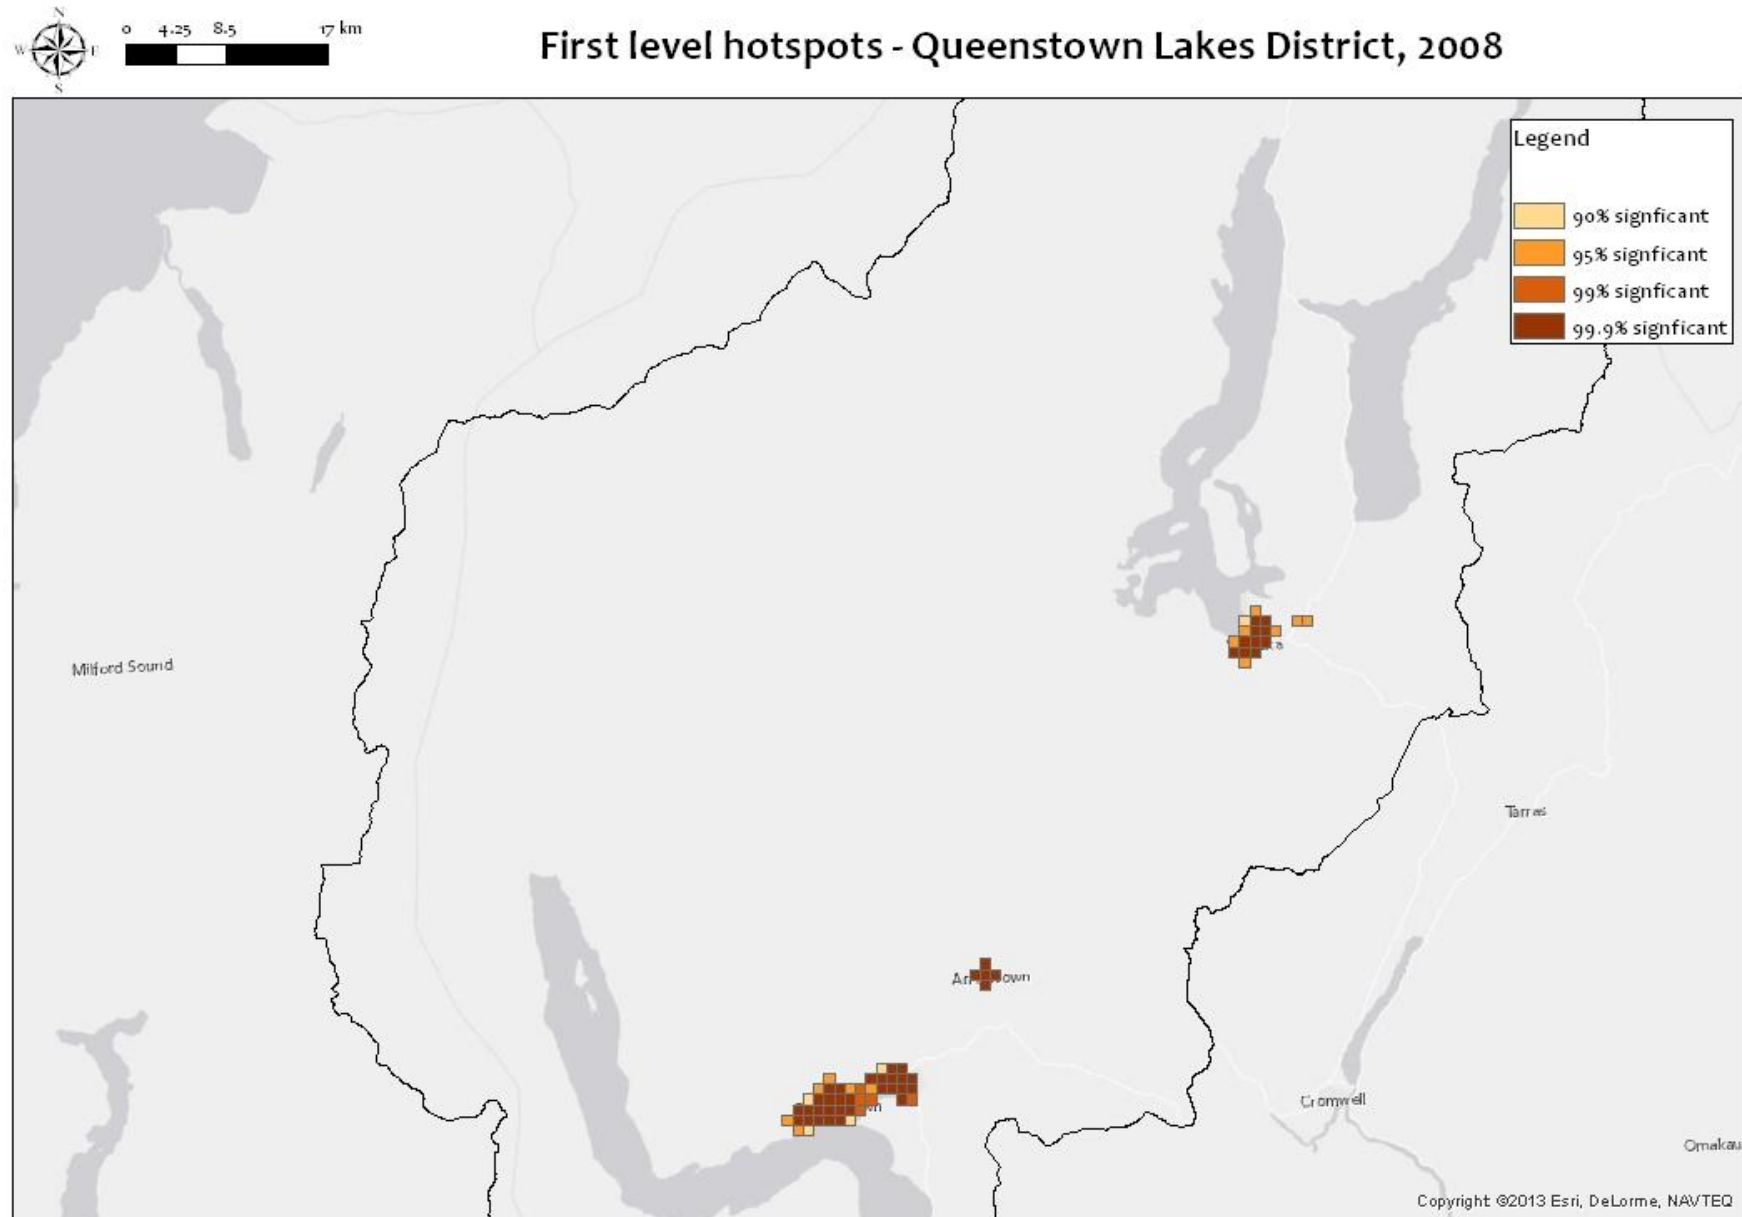 N
W E
S
0 4.25 8.5 17 km
First level hotspots - Queenstown Lakes District, 2008
Legend
90% signficant
95% signficant
99% signficant
99.9% signficant
Milford Sound
Tarras
Cromwell
Omakau
Copyright ©2013 Esri, DeLorme, NAVTEQ